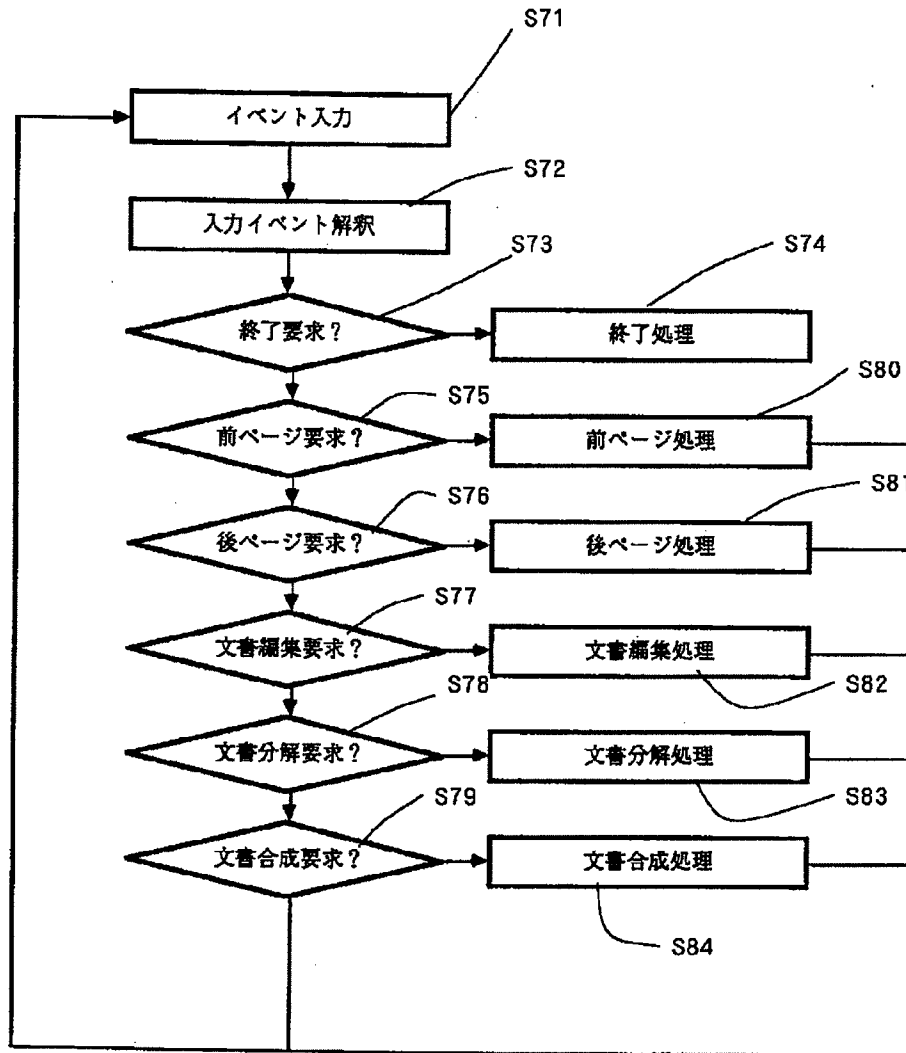 S71
イベント入力
S72
入力イベント解釈
S73
S74
終了要求?
終了処理
S75
S80
前ページ要求?
前ページ処理
S76
S81
後ページ要求?
後ページ処理
S77
文書編集要求?
文書編集処理
S78
S82
文書分解要求?
文書分解処理
S79
S83
文書合成要求?
文書合成処理
S84